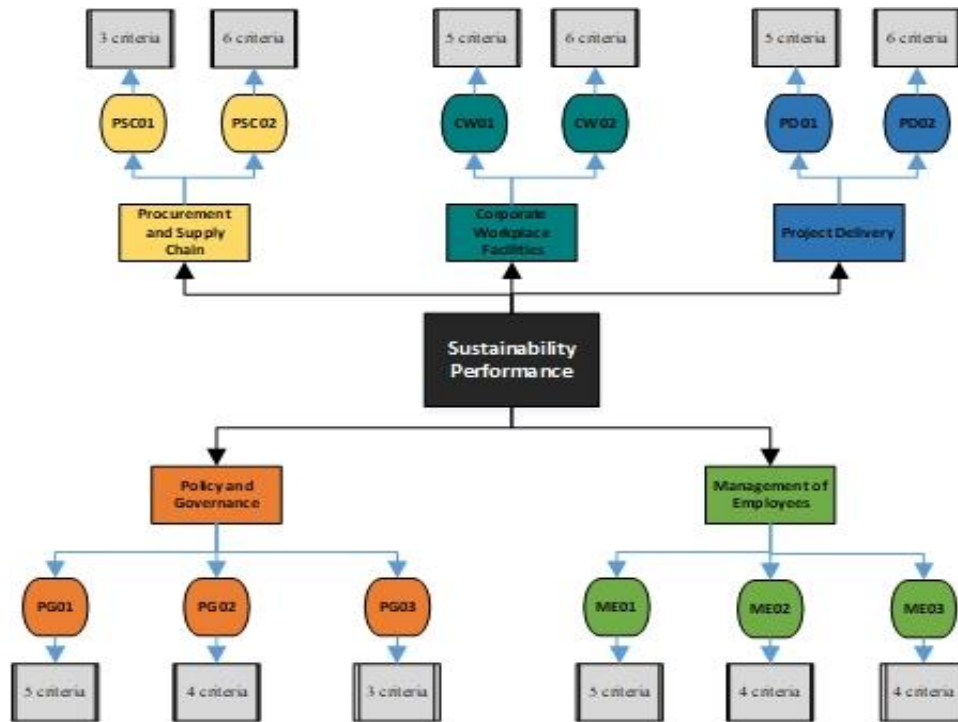 3 criteria
6 criteria
5 criteria
6 criteria
5 criteria
6 criteria
PSC01
PSC02
CW01
CW02
PD01
PD02
Procurement
and Supply
Chain
Corporate
Workplace
Facilities
Project Delivery
Sustainability
Performance
Policy and
Governance
Management of
Employees
PG01
PG02
PG03
ME01
ME02
ME03
5 criteria
4 criteria
3 criteria
5 criteria
4 criteria
4 criteria